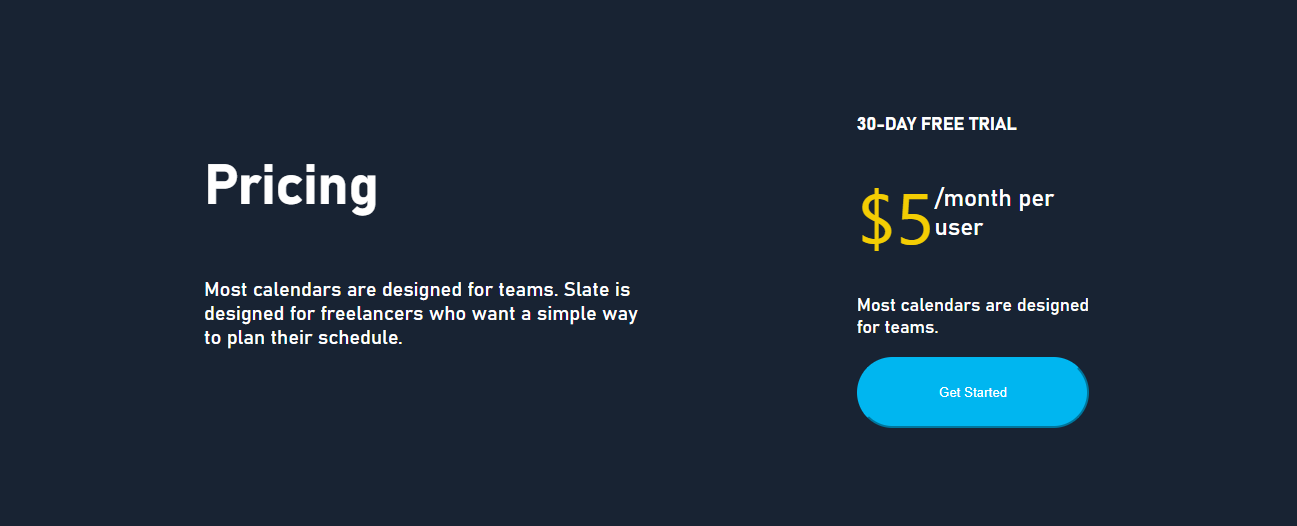 Pricing
Most calendars are designed for teams. Slate is
designed for freelancers who want a simple way
to plan their schedule.
30-DAY FREE TRIAL
$5/month per
user
Most calendars are designed
for teams.
Get Started